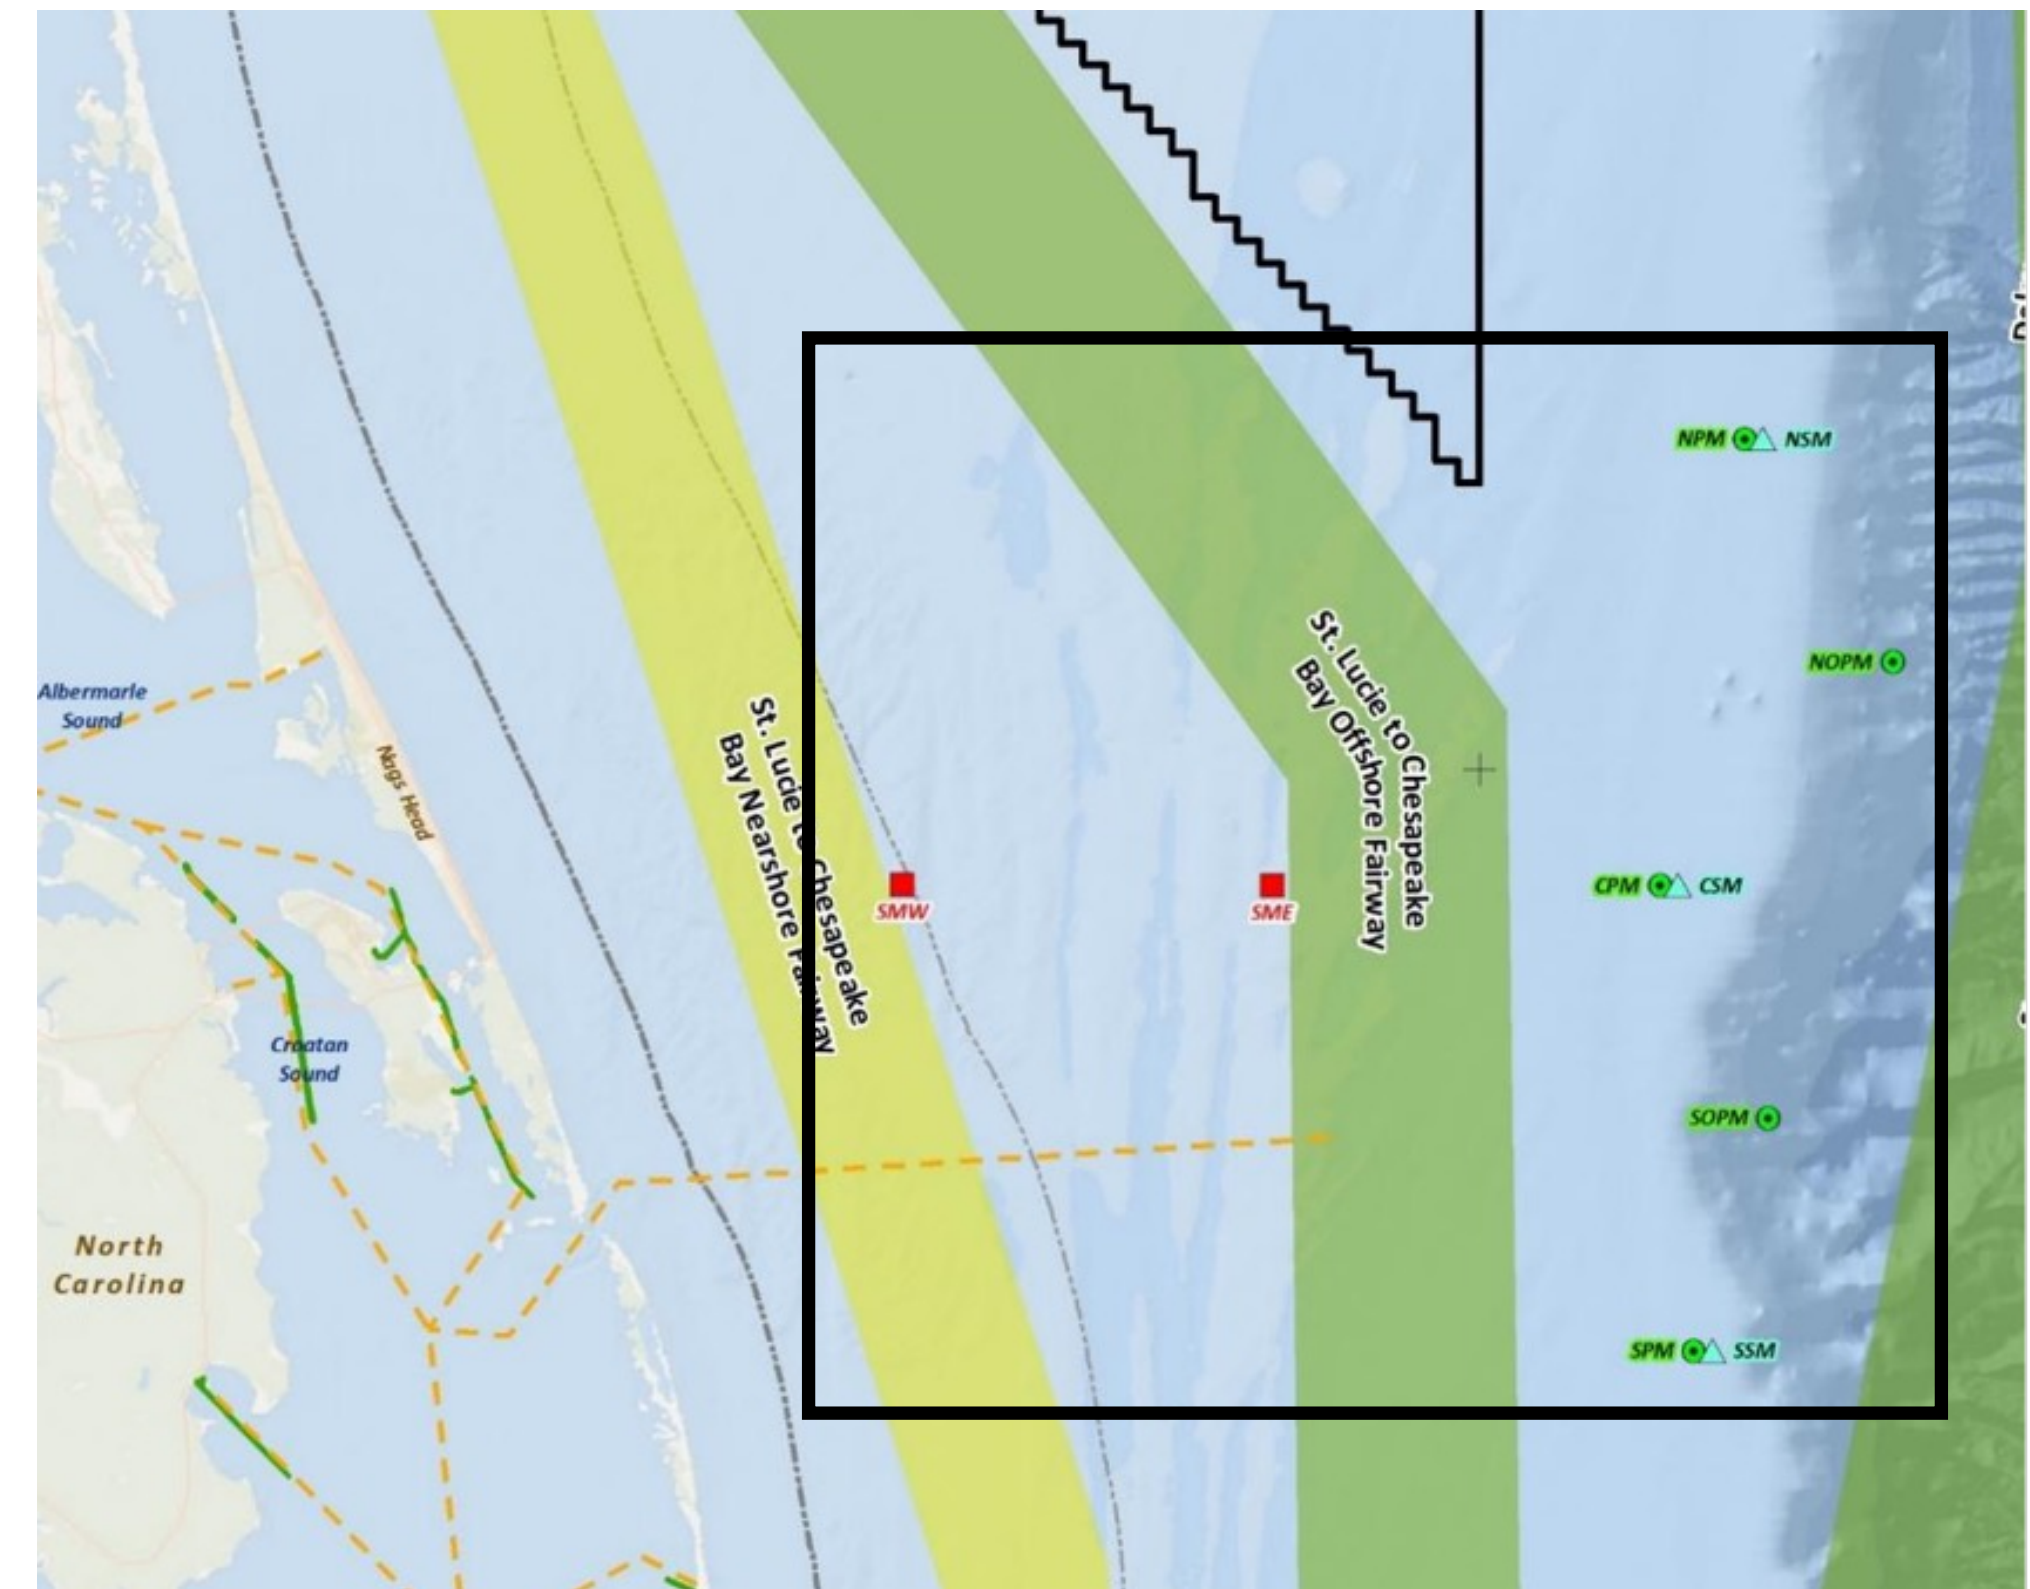 NPM
NSM
NOPM
Albermarle
Sound
Nags Head
St. Lucie to Chesapeake
Bay Offshore Fairway
St. Lucie to Chesapeake
Bay Nearshore Fairway
SMW
SME
CPM
CSM
Croatan
Sound
SOPM
North
Carolina
SPM
SSM